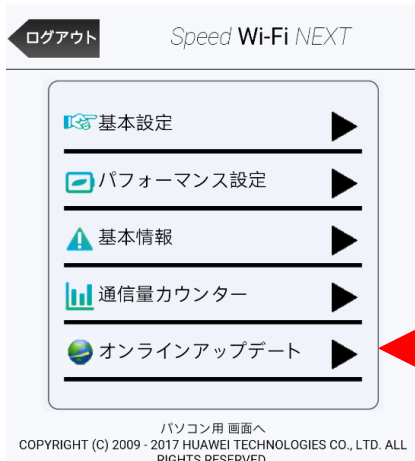 ログアウト
Speed Wi-Fi NEXT
基本設定
パフォーマンス設定
基本情報
通信量カウンター
オンラインアップデート
パソコン用 画面へ
COPYRIGHT (C) 2009 - 2017 HUAWEI TECHNOLOGIES CO., LTD. ALL
RIGHTS RESERVED